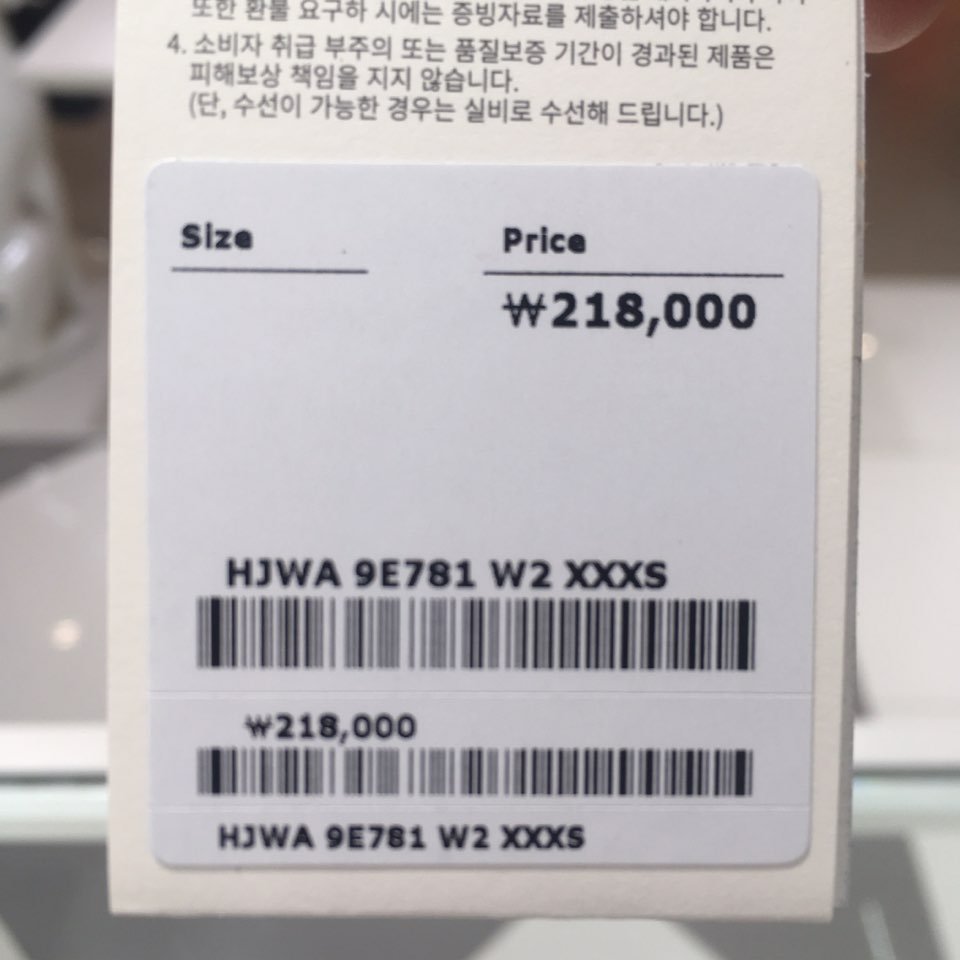 또한 환불 요구하 시에는 증빙자료를 제출하셔야 합니다.
4. 소비자 취급 부주의 또는 품질보증 기간이 경과된 제품은
피해보상 책임을 지지 않습니다.
(단, 수선이 가능한 경우는 실비로 수선해 드립니다.)
Size Price
₩218,000
HJWA 9E781 W2 XXXS
₩218,000
HJWA 9E781 W2 XXXS